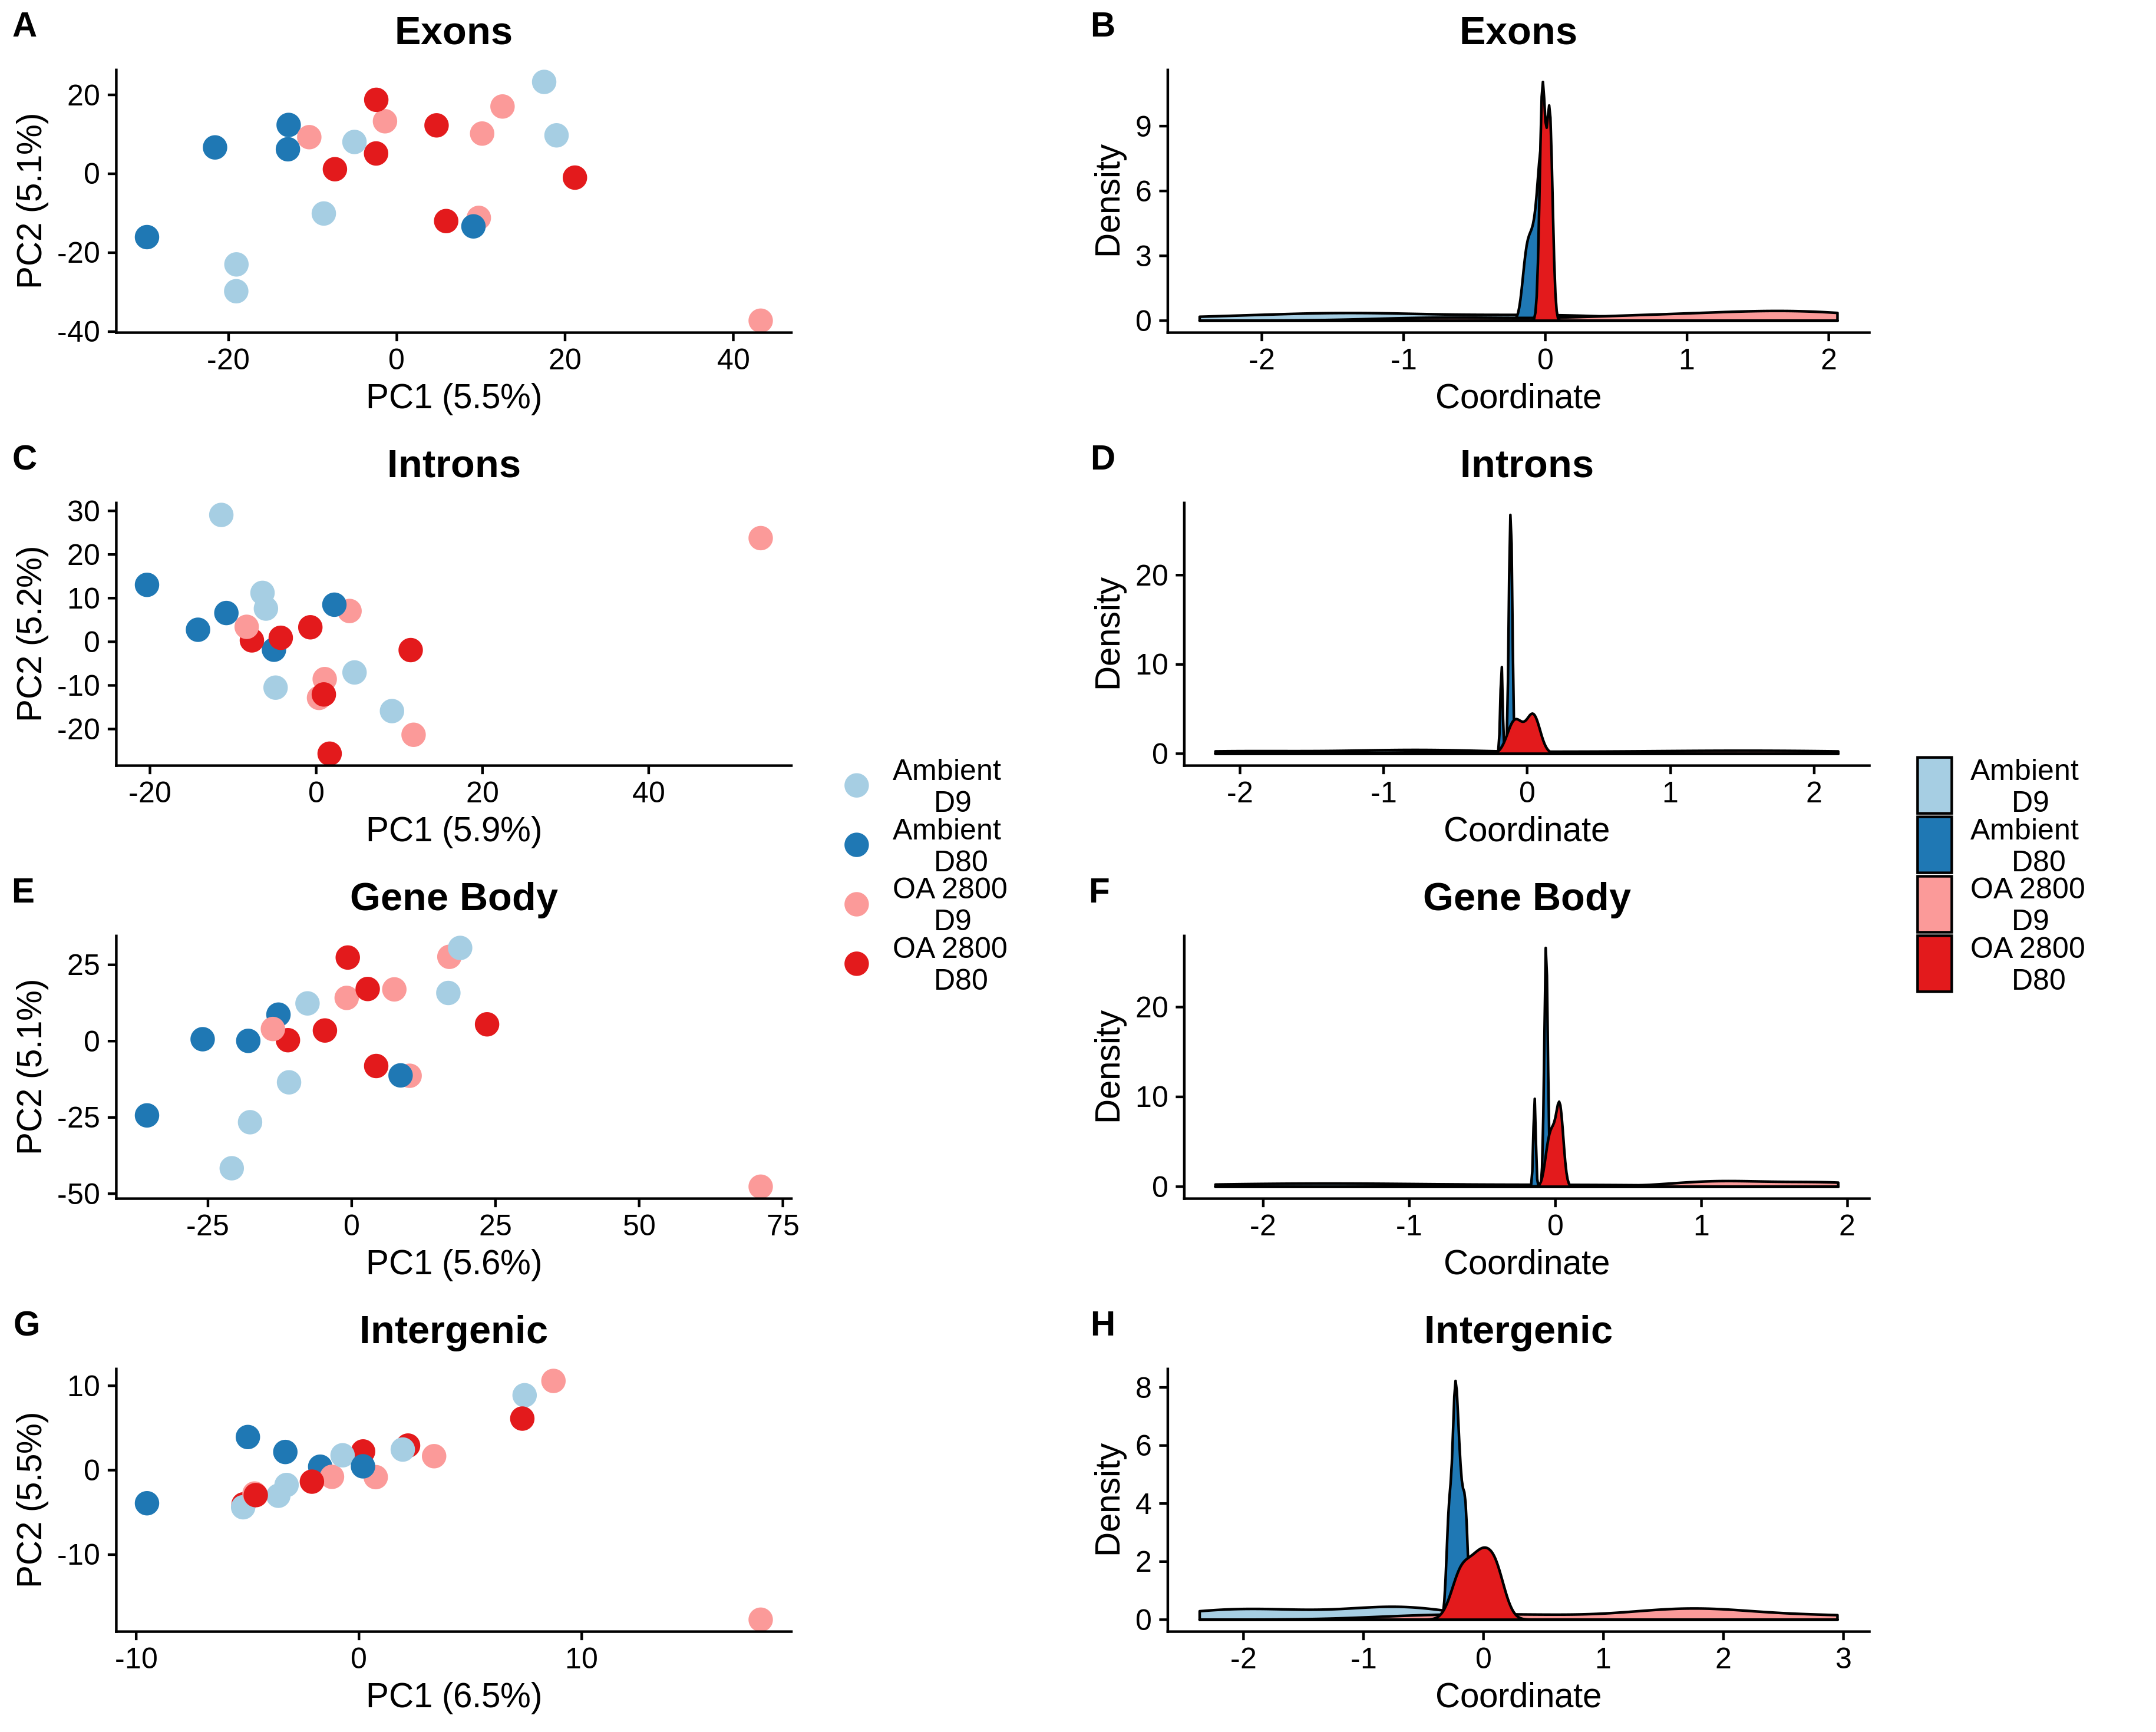 A
Exons
20
0
-20
-40
PC2 (5.1%)
-20 0 20 40
PC1 (5.5%)
B
Exons
9
6
3
0
Density
-2 -1 0 1 2
Coordinate
C
Introns
30
20
10
0
-10
-20
PC2 (5.2%)
-20 0 20 40
PC1 (5.9%)
D
Introns
20
10
0
Density
-2 -1 0 1 2
Coordinate
Ambient
D9
Ambient
D80
OA 2800
D9
OA 2800
D80
Ambient
D9
Ambient
D80
OA 2800
D9
OA 2800
D80
E
Gene Body
25
0
-25
-50
PC2 (5.1%)
-25 0 25 50 75
PC1 (5.6%)
F
Gene Body
20
10
0
Density
-2 -1 0 1 2
Coordinate
G
Intergenic
10
0
-10
PC2 (5.5%)
-10 0 10
PC1 (6.5%)
H
Intergenic
8
6
4
2
0
Density
-2 -1 0 1 2 3
Coordinate